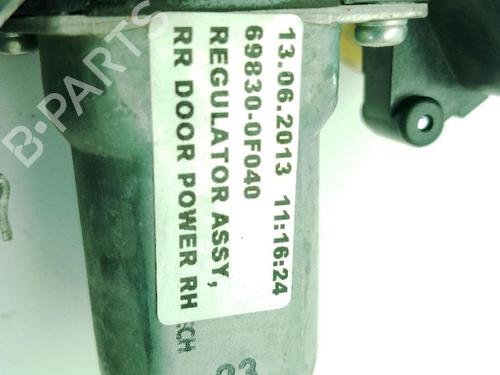 13.06.2013 11:16:24
69830-0F040
REGULATOR ASSY,
RR DOOR POWER RH
B-PARTS